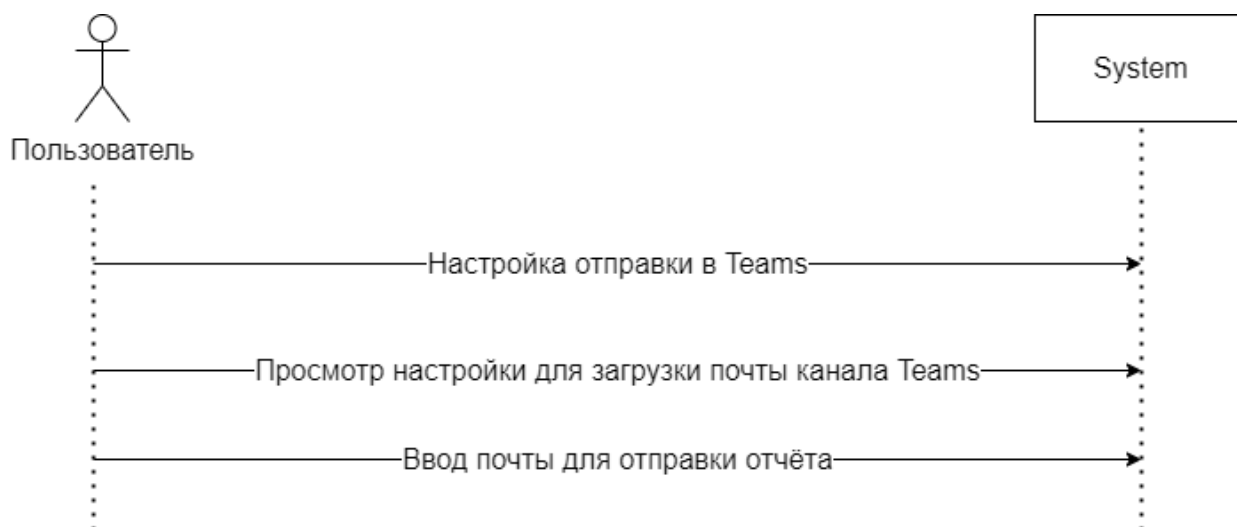 System
Пользователь
Настройка отправки в Teams
Просмотр настройки для загрузки почты канала Teams
Ввод почты для отправки отчёта